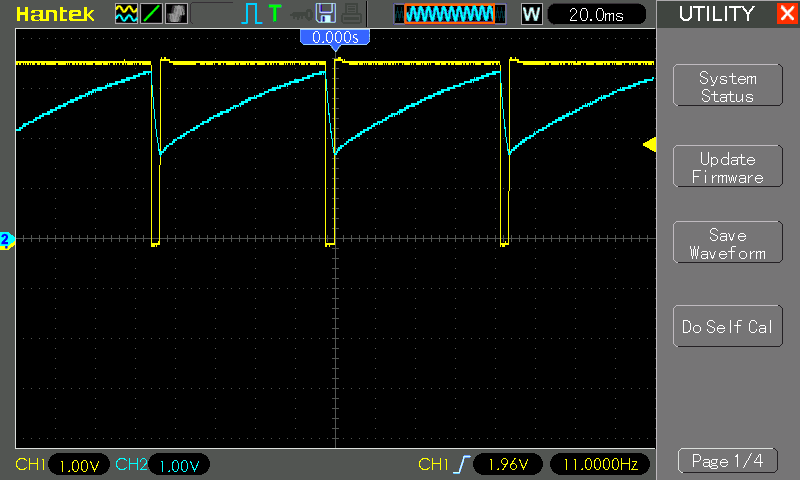 Hantek
T
W
20.0ms
UTILITY
0.000s
System
Status
Update
Firmware
2
Save
Waveform
Do Self Cal
CH1 1.00V CH2 1.00V CH1 1.96V 11.0000Hz
Page 1/4